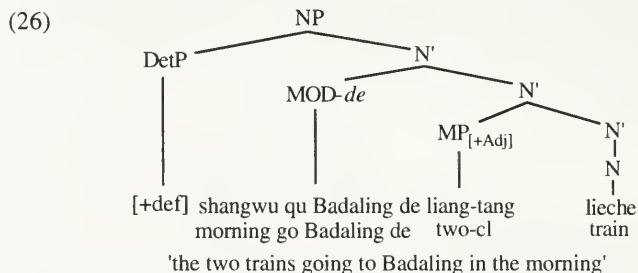 (26)
NP
DetP N'
MOD-de N'
MP[+Adj] N'
N
[+def] shangwu qu Badaling de liang-tang lieche
morning go Badaling de two-cl train
'the two trains going to Badaling in the morning'